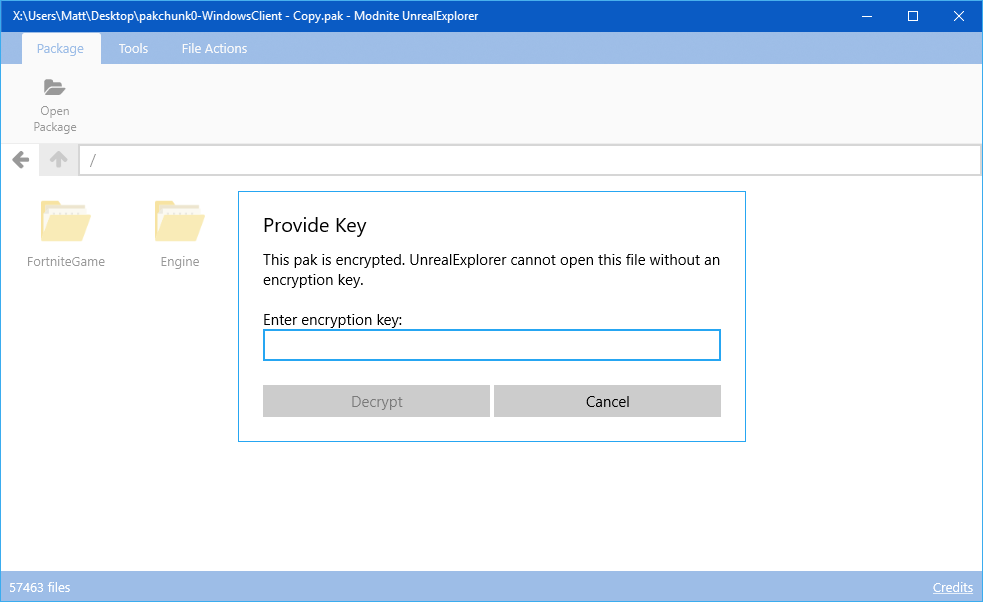 X:\Users\Matt\Desktop\pakchunk0-WindowsClient - Copy.pak - Modnite UnrealExplorer
Package Tools File Actions
Open
Package
/
FortniteGame Engine
Provide Key
This pak is encrypted. UnrealExplorer cannot open this file without an
encryption key.
Enter encryption key:
Decrypt Cancel
57463 files Credits